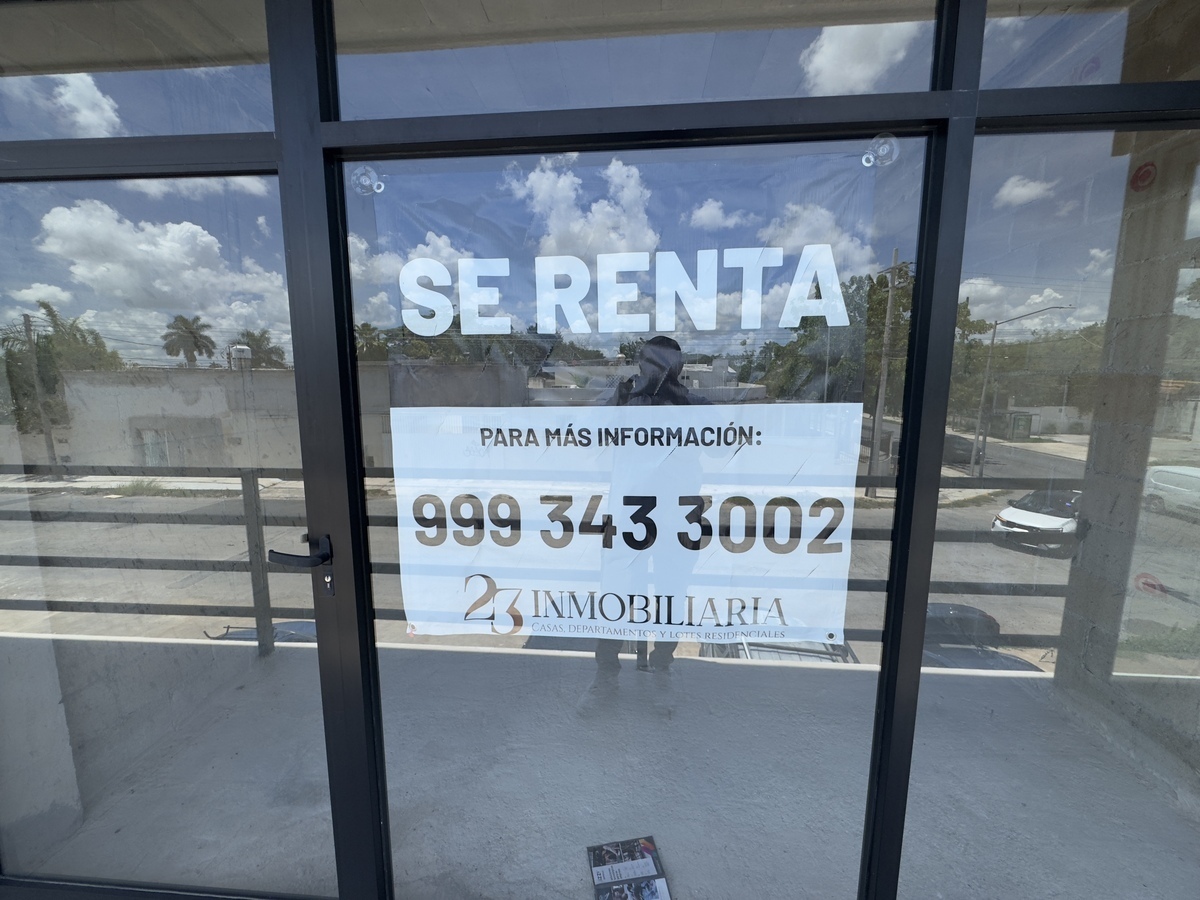 SE RENTA
PARA MÁS INFORMACIÓN:
999 343 3002
23 INMOBILIARIA
CASAS, DEPARTAMENTOS Y LOTES RESIDENCIALES